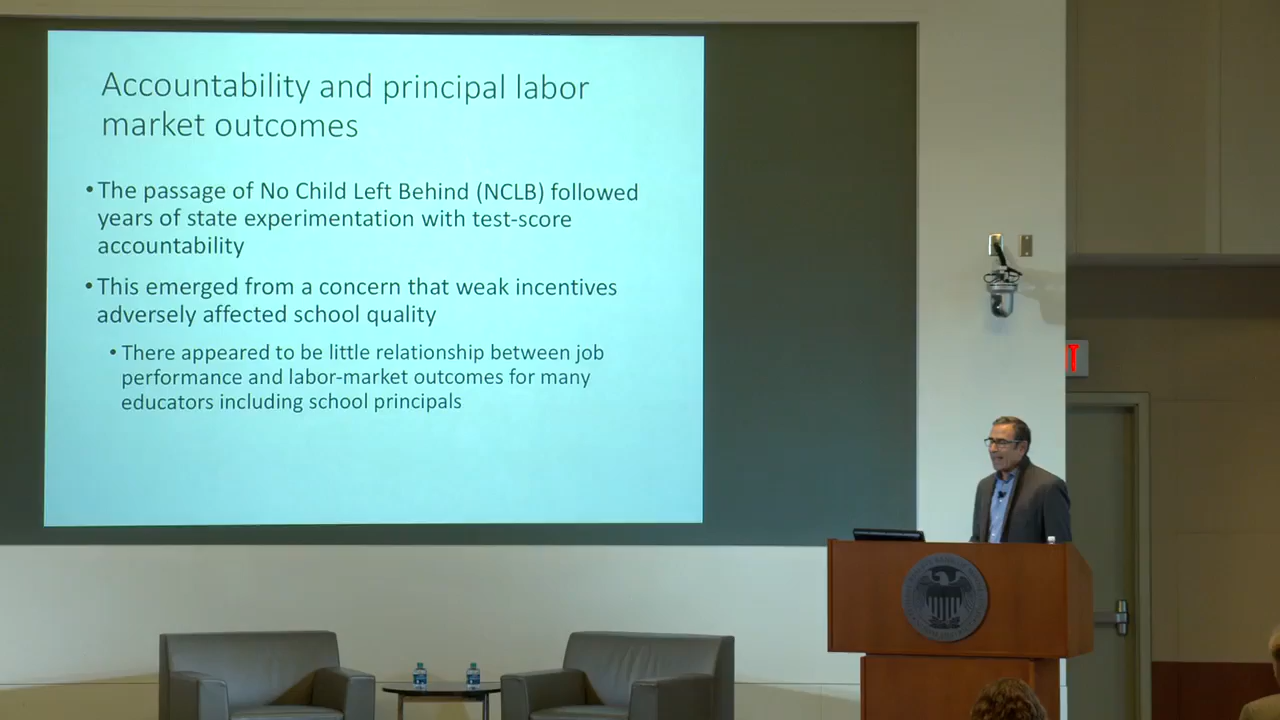 Accountability and principal labor
market outcomes
• The passage of No Child Left Behind (NCLB) followed
years of state experimentation with test-score
accountability
• This emerged from a concern that weak incentives
adversely affected school quality
• There appeared to be little relationship between job
performance and labor-market outcomes for many
educators including school principals
T